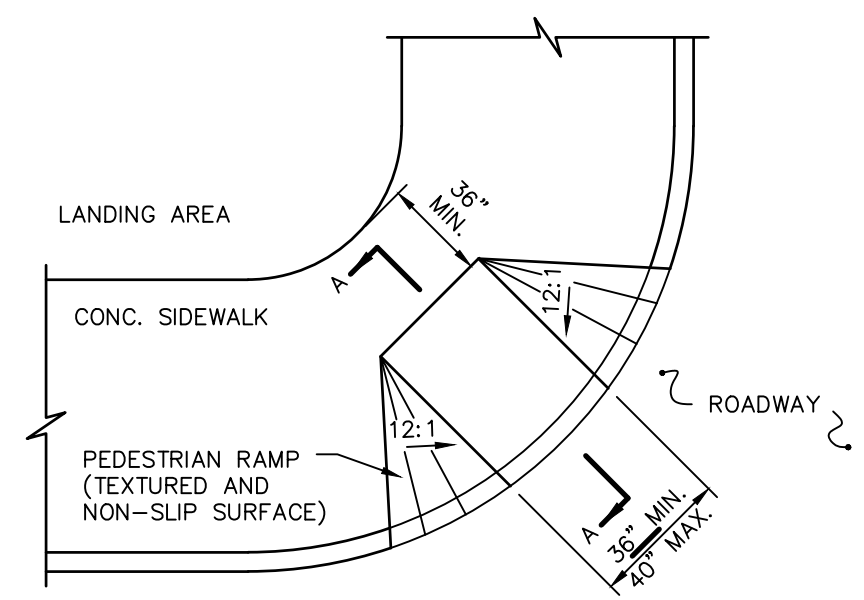 LANDING AREA
36"
MIN.
A
12:1
CONC. SIDEWALK
ROADWAY
12:1
PEDESTRIAN RAMP
(TEXTURED AND
NON-SLIP SURFACE)
A
36" MIN.
40" MAX.